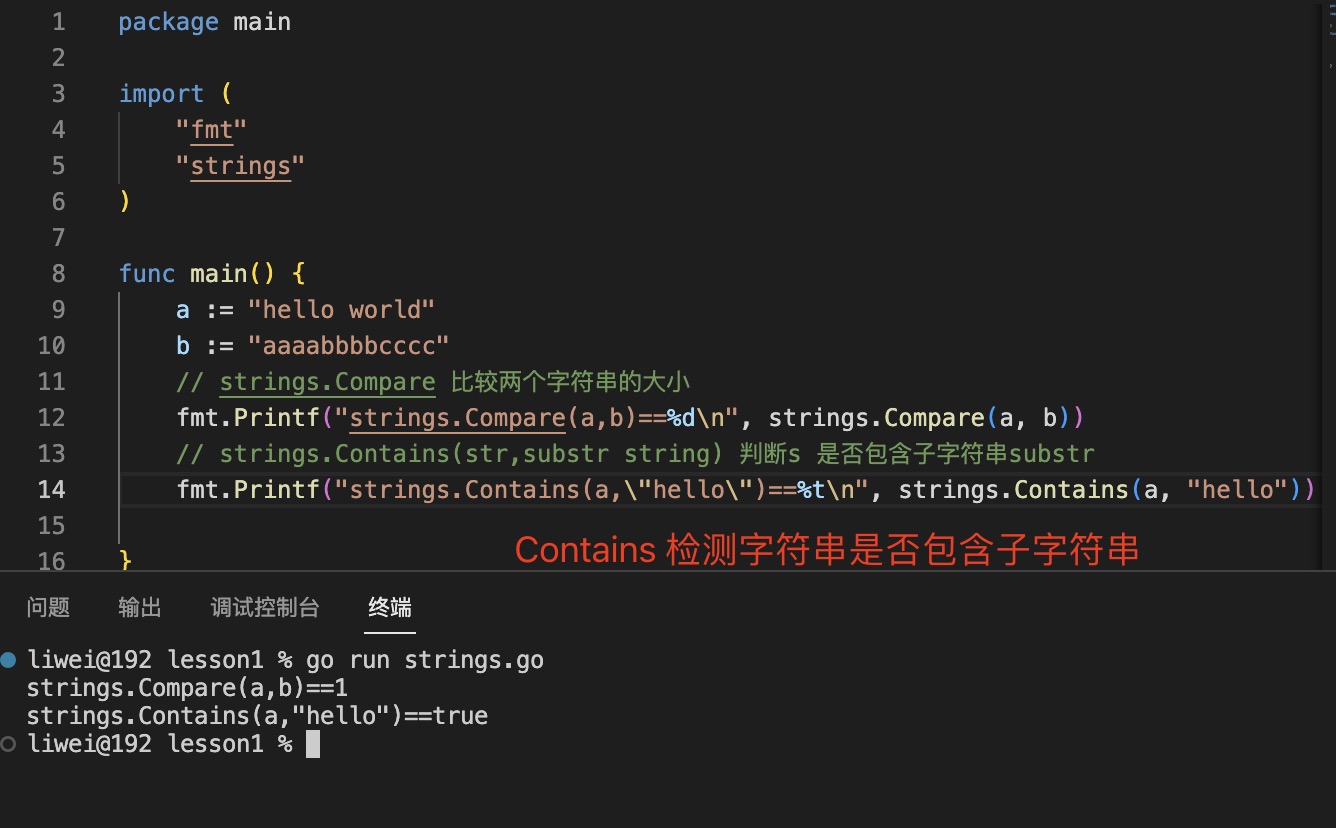 1 package main
2
3 import (
4 "fmt"
5 "strings"
6 )
7
8 func main() {
9 a := "hello world"
10 b := "aaaabbbbcccc"
11 // strings.Compare 比较两个字符串的大小
12 fmt.Printf("strings.Compare(a,b)==%d\n", strings.Compare(a, b))
13 // strings.Contains(str,substr string) 判断s 是否包含子字符串substr
14 fmt.Printf("strings.Contains(a,\"hello\")==%t\n", strings.Contains(a, "hello"))
15
Contains 检测字符串是否包含子字符串
16 }
问题 输出 调试控制台 终端
liwei@192 lesson1 % go run strings.go
strings.Compare(a,b)==1
strings.Contains(a,"hello")==true
liwei@192 lesson1 %